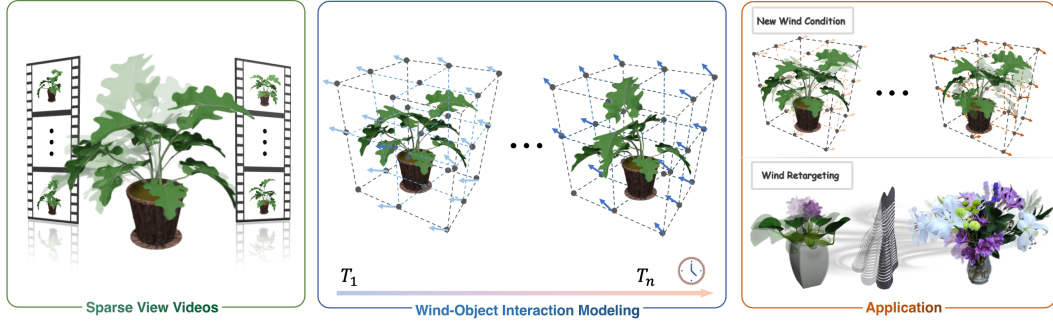 New Wind Condition
Wind Retargeting
T₁
Tₙ
Sparse View Videos
Wind-Object Interaction Modeling
Application